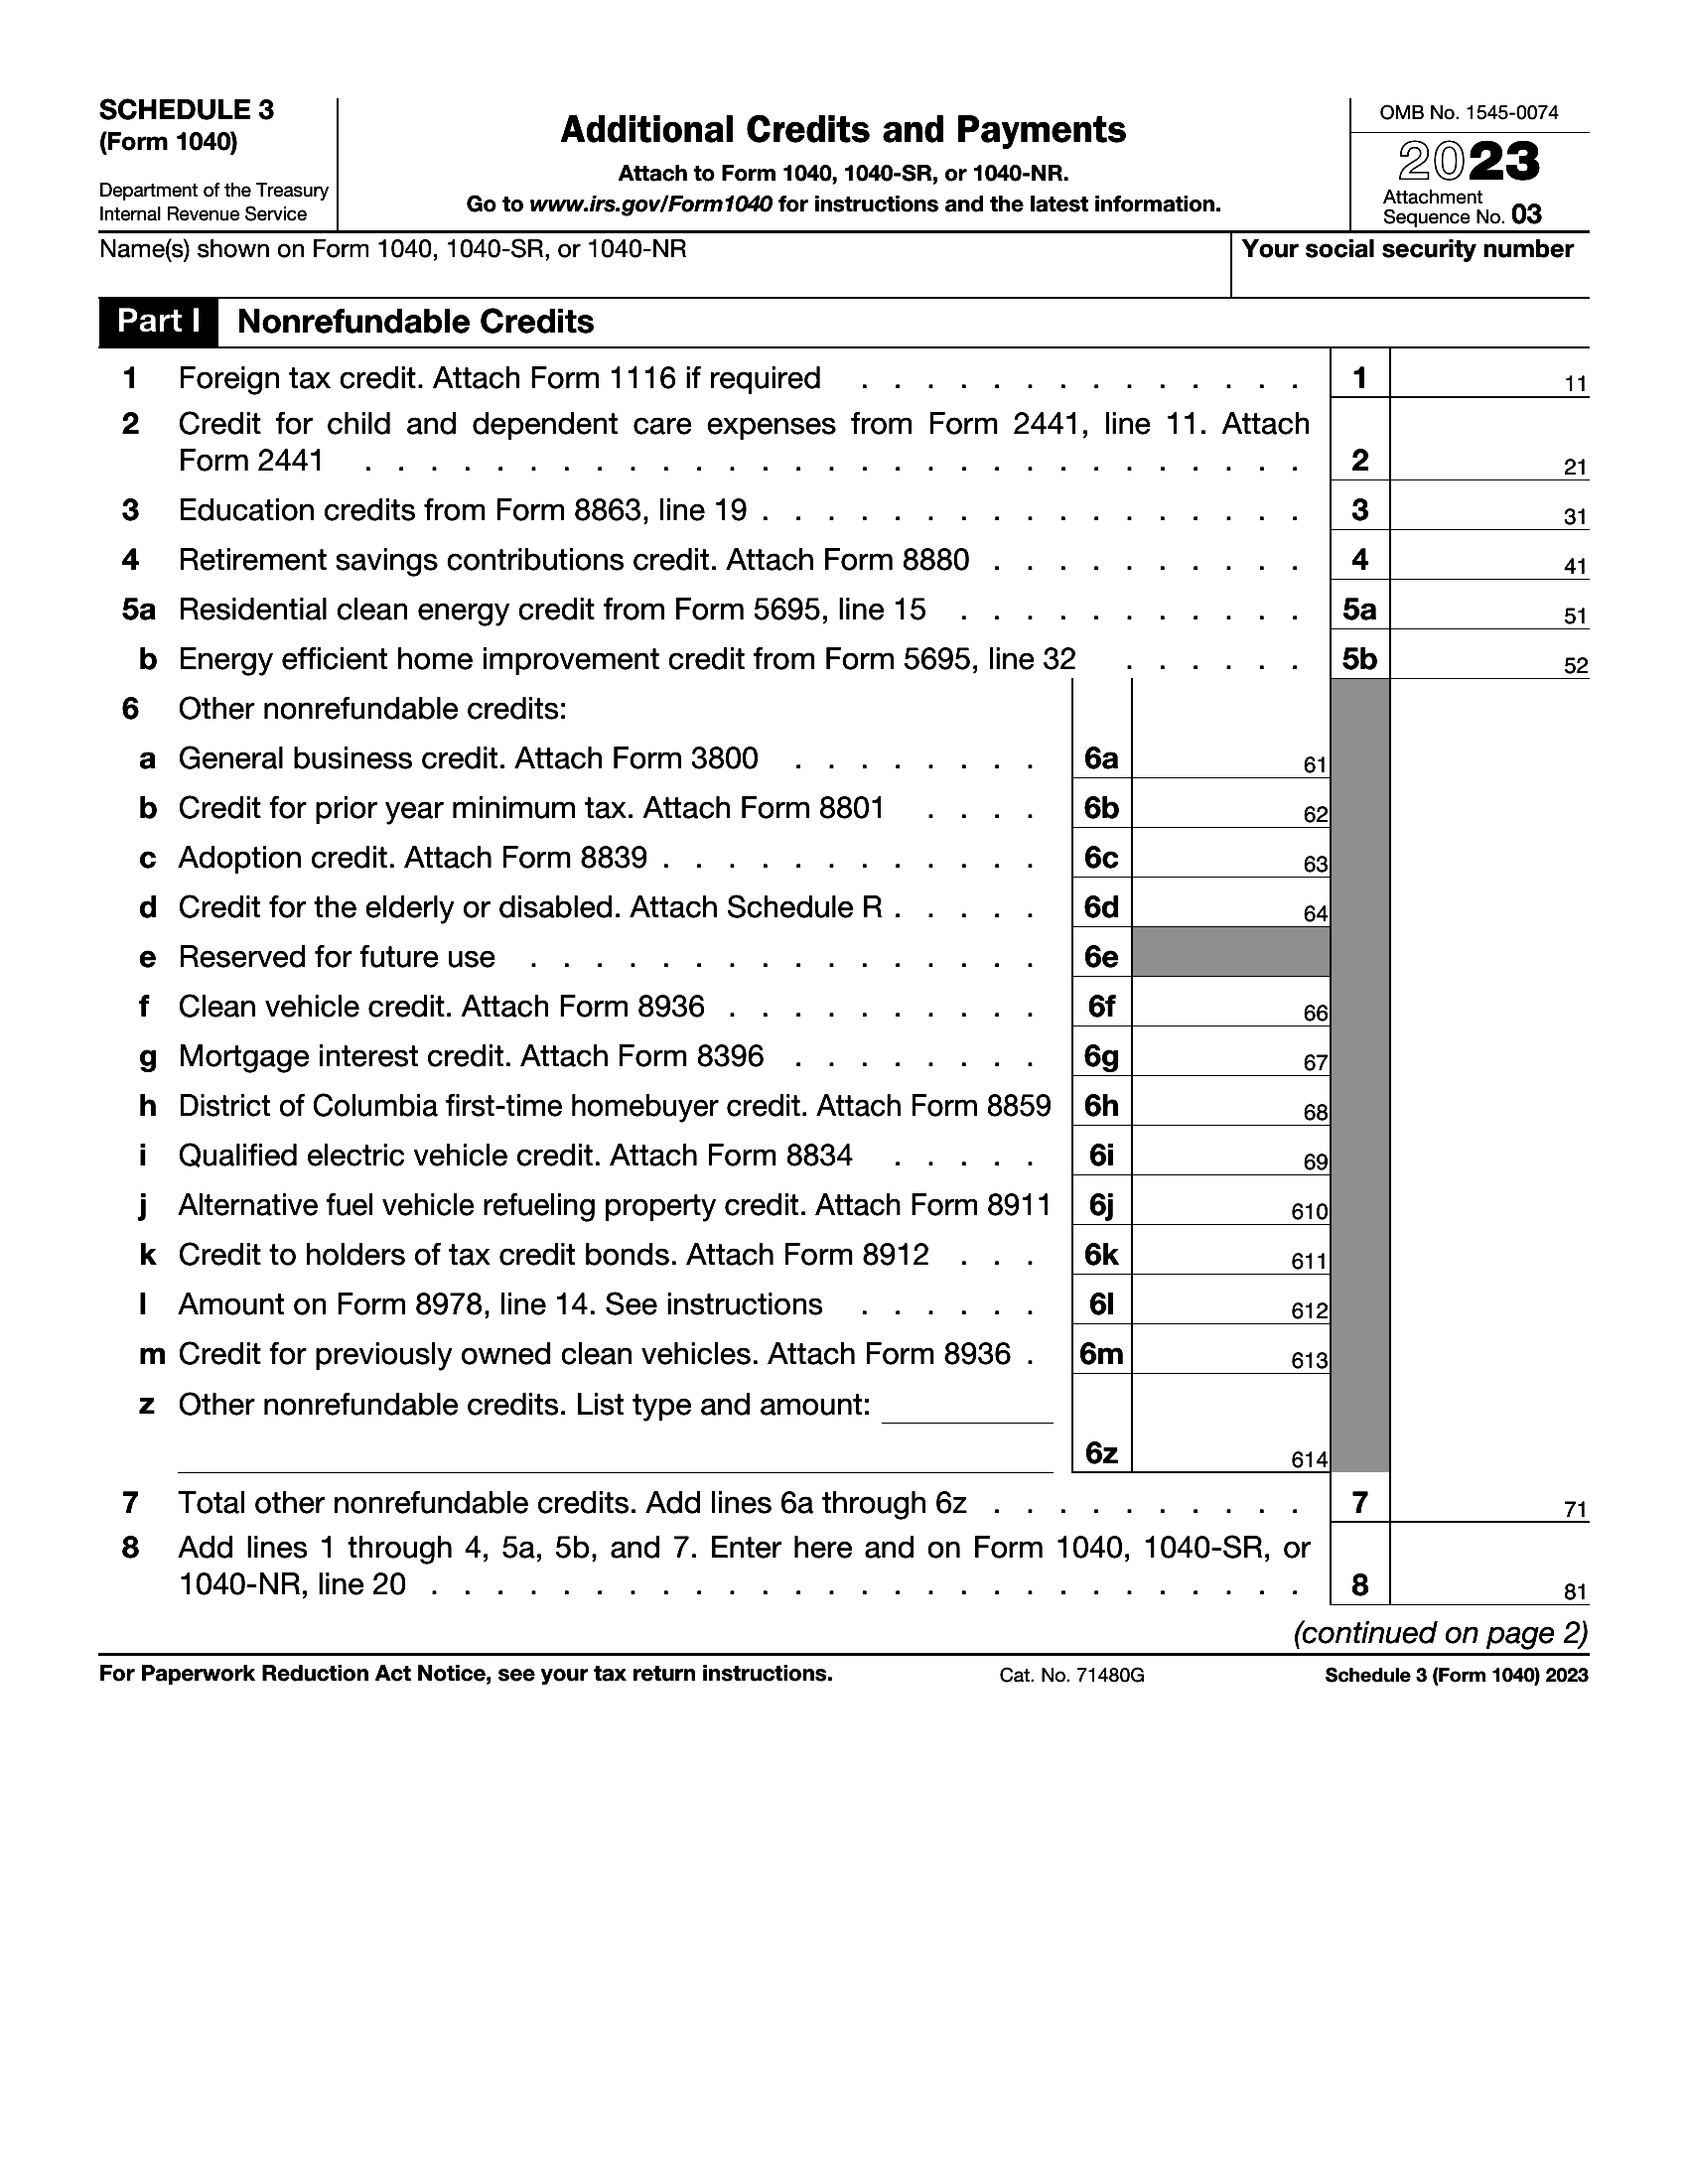 SCHEDULE 3
(Form 1040)
Department of the Treasury
Internal Revenue Service
Additional Credits and Payments
Attach to Form 1040, 1040-SR, or 1040-NR.
Go to www.irs.gov/Form1040 for instructions and the latest information.
OMB No. 1545-0074
2023
Attachment
Sequence No. 03
Name(s) shown on Form 1040, 1040-SR, or 1040-NR
Your social security number
Part I Nonrefundable Credits
1 Foreign tax credit. Attach Form 1116 if required . . . . . . . . . . . . . . 1 11
2 Credit for child and dependent care expenses from Form 2441, line 11. Attach
Form 2441 . . . . . . . . . . . . . . . . . . . . . . . . . . . . . 2 21
3 Education credits from Form 8863, line 19 . . . . . . . . . . . . . . . . . 3 31
4 Retirement savings contributions credit. Attach Form 8880 . . . . . . . . . . 4 41
5a Residential clean energy credit from Form 5695, line 15 . . . . . . . . . . . 5a 51
b Energy efficient home improvement credit from Form 5695, line 32 . . . . . . 5b 52
6 Other nonrefundable credits:
a General business credit. Attach Form 3800 . . . . . . . . 6a 61
b Credit for prior year minimum tax. Attach Form 8801 . . . . 6b 62
c Adoption credit. Attach Form 8839 . . . . . . . . . . . . 6c 63
d Credit for the elderly or disabled. Attach Schedule R . . . . . 6d 64
e Reserved for future use . . . . . . . . . . . . . . . . 6e
f Clean vehicle credit. Attach Form 8936 . . . . . . . . . . 6f 66
g Mortgage interest credit. Attach Form 8396 . . . . . . . . 6g 67
h District of Columbia first-time homebuyer credit. Attach Form 8859 6h 68
i Qualified electric vehicle credit. Attach Form 8834 . . . . . 6i 69
j Alternative fuel vehicle refueling property credit. Attach Form 8911 6j 610
k Credit to holders of tax credit bonds. Attach Form 8912 . . . 6k 611
l Amount on Form 8978, line 14. See instructions . . . . . . 6l 612
m Credit for previously owned clean vehicles. Attach Form 8936 . 6m 613
z Other nonrefundable credits. List type and amount:
6z 614
7 Total other nonrefundable credits. Add lines 6a through 6z . . . . . . . . . . 7 71
8 Add lines 1 through 4, 5a, 5b, and 7. Enter here and on Form 1040, 1040-SR, or
1040-NR, line 20 . . . . . . . . . . . . . . . . . . . . . . . . . . . 8 81
(continued on page 2)
For Paperwork Reduction Act Notice, see your tax return instructions. Cat. No. 71480G Schedule 3 (Form 1040) 2023